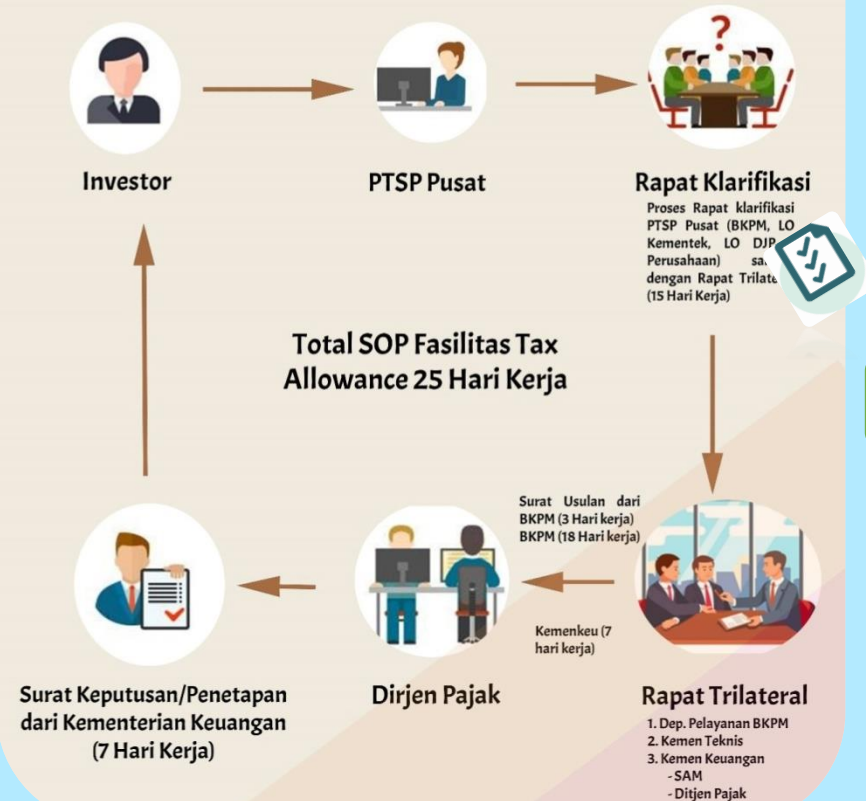 ?
Investor
PTSP Pusat
Rapat Klarifikasi
Proses Rapat klarifikasi
PTSP Pusat (BKPM, LO
Kementek, LO DJP
Perusahaan)
dengan Rapat
(15 Hari Kerja)
Total SOP Fasilitas Tax
Allowance 25 Hari Kerja
Surat Usulan dari
BKPM (3 Hari kerja)
BKPM (18 Hari kerja)
Kemenkeu (7
hari kerja)
Surat Keputusan/Penetapan
dari Kementerian Keuangan
(7 Hari Kerja)
Dirjen Pajak
Rapat Trilateral
1. Dep. Pelayanan BKPM
2. Kemen Teknis
3. Kemen Keuangan
- SAM
- Ditjen Pajak